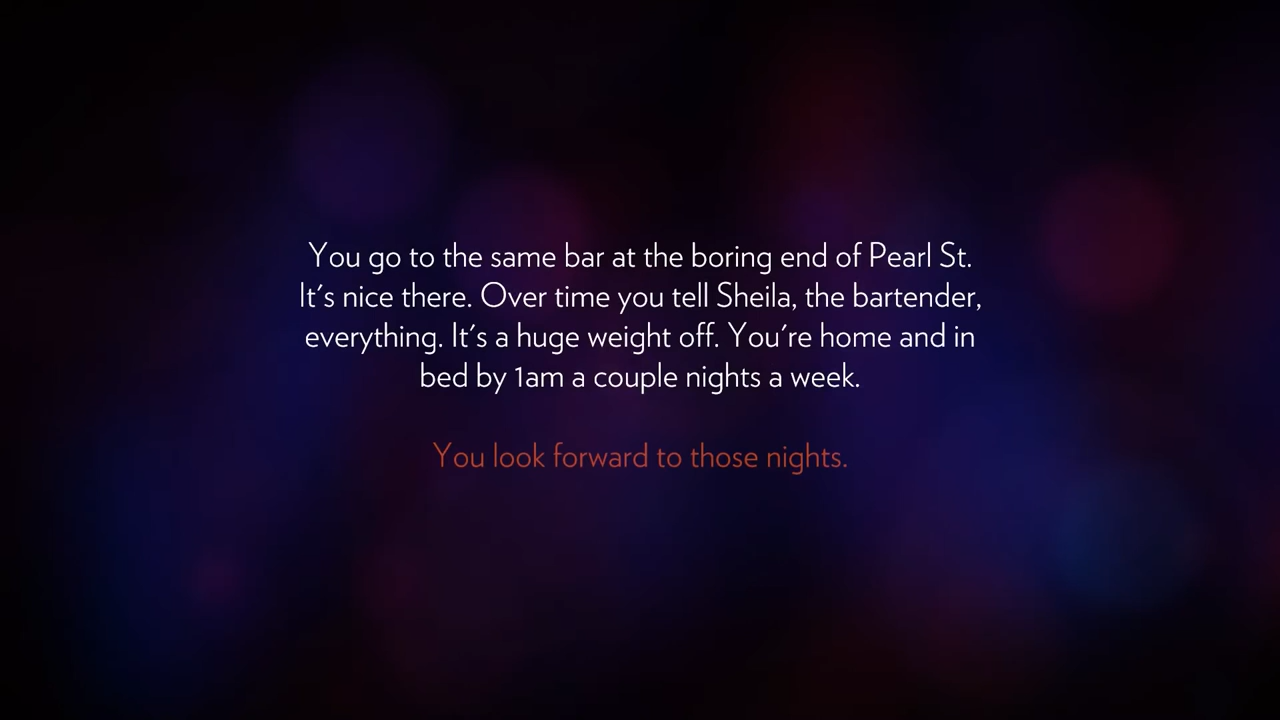 You go to the same bar at the boring end of Pearl St.
It's nice there. Over time you tell Sheila, the bartender,
everything. It's a huge weight off. You're home and in
bed by 1am a couple nights a week.
You look forward to those nights.